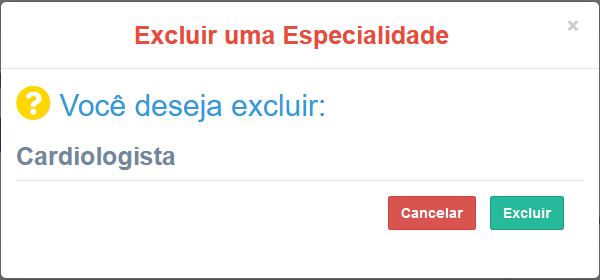 Excluir uma Especialidade
×
? Você deseja excluir:
Cardiologista
Cancelar Excluir